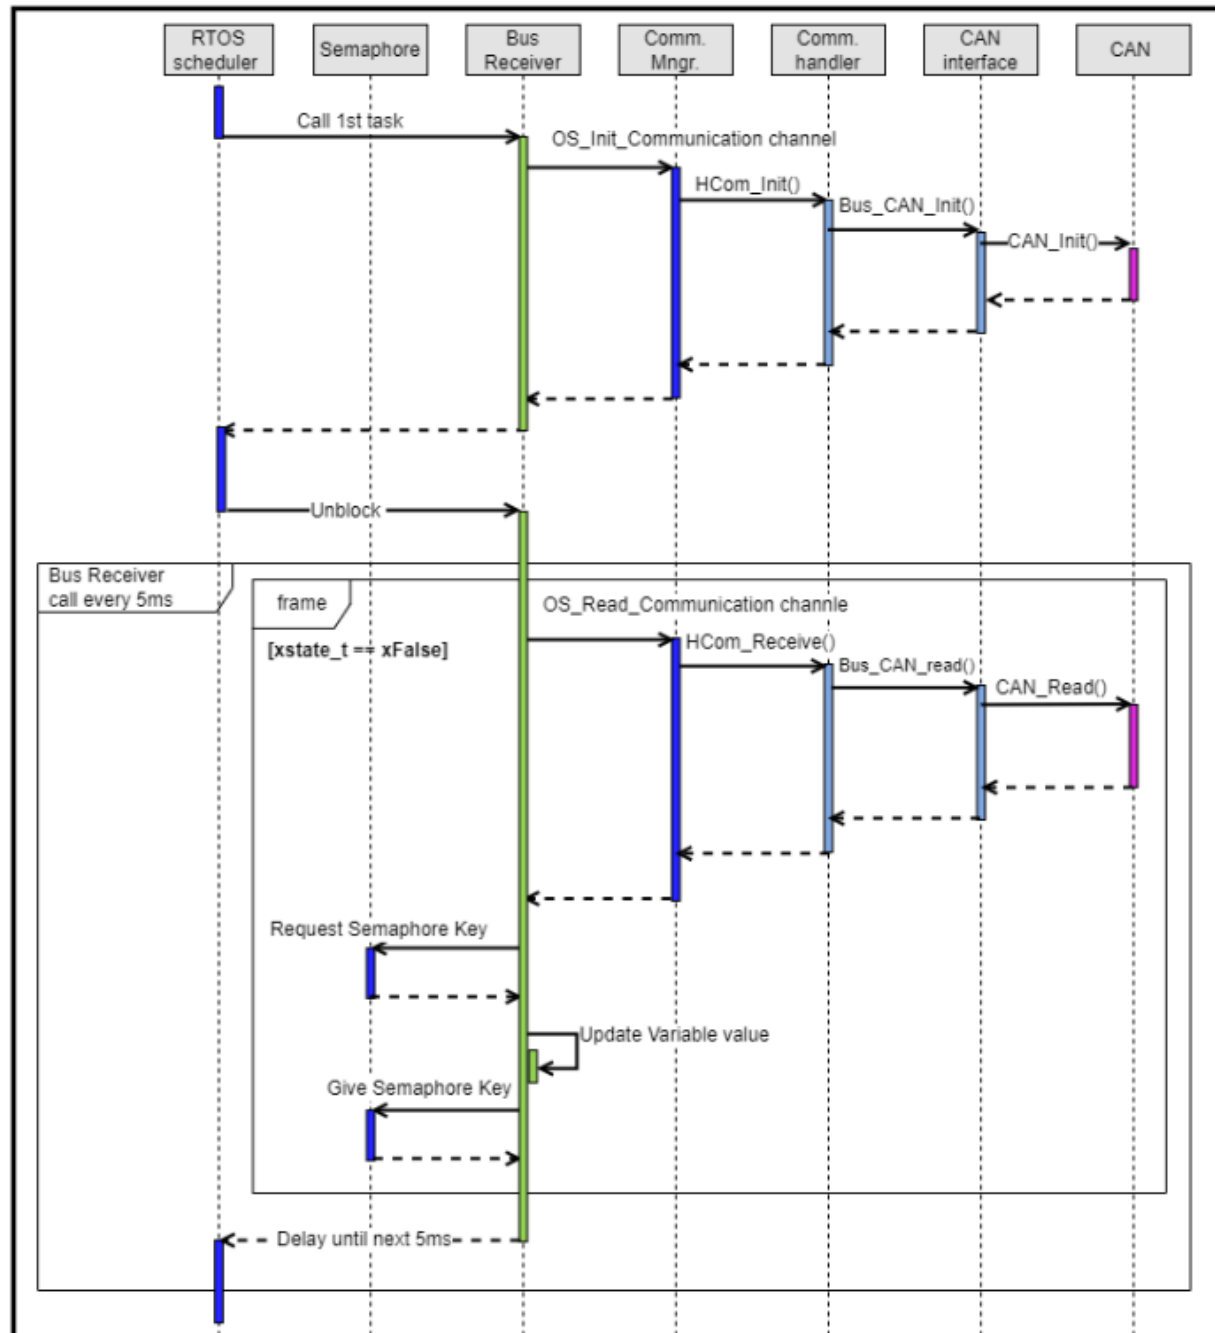 RTOS
scheduler
Semaphore
Bus
Receiver
Comm.
Mngr.
Comm.
handler
CAN
interface
CAN
Call 1st task
OS_Init_Communication channel
HCom_Init()
Bus_CAN_Init()
CAN_Init()
Unblock
Bus Receiver
call every 5ms
frame
OS_Read_Communication channle
[xstate_t == xFalse]
HCom_Receive()
Bus_CAN_read()
CAN_Read()
Request Semaphore Key
Update Variable value
Give Semaphore Key
Delay until next 5ms